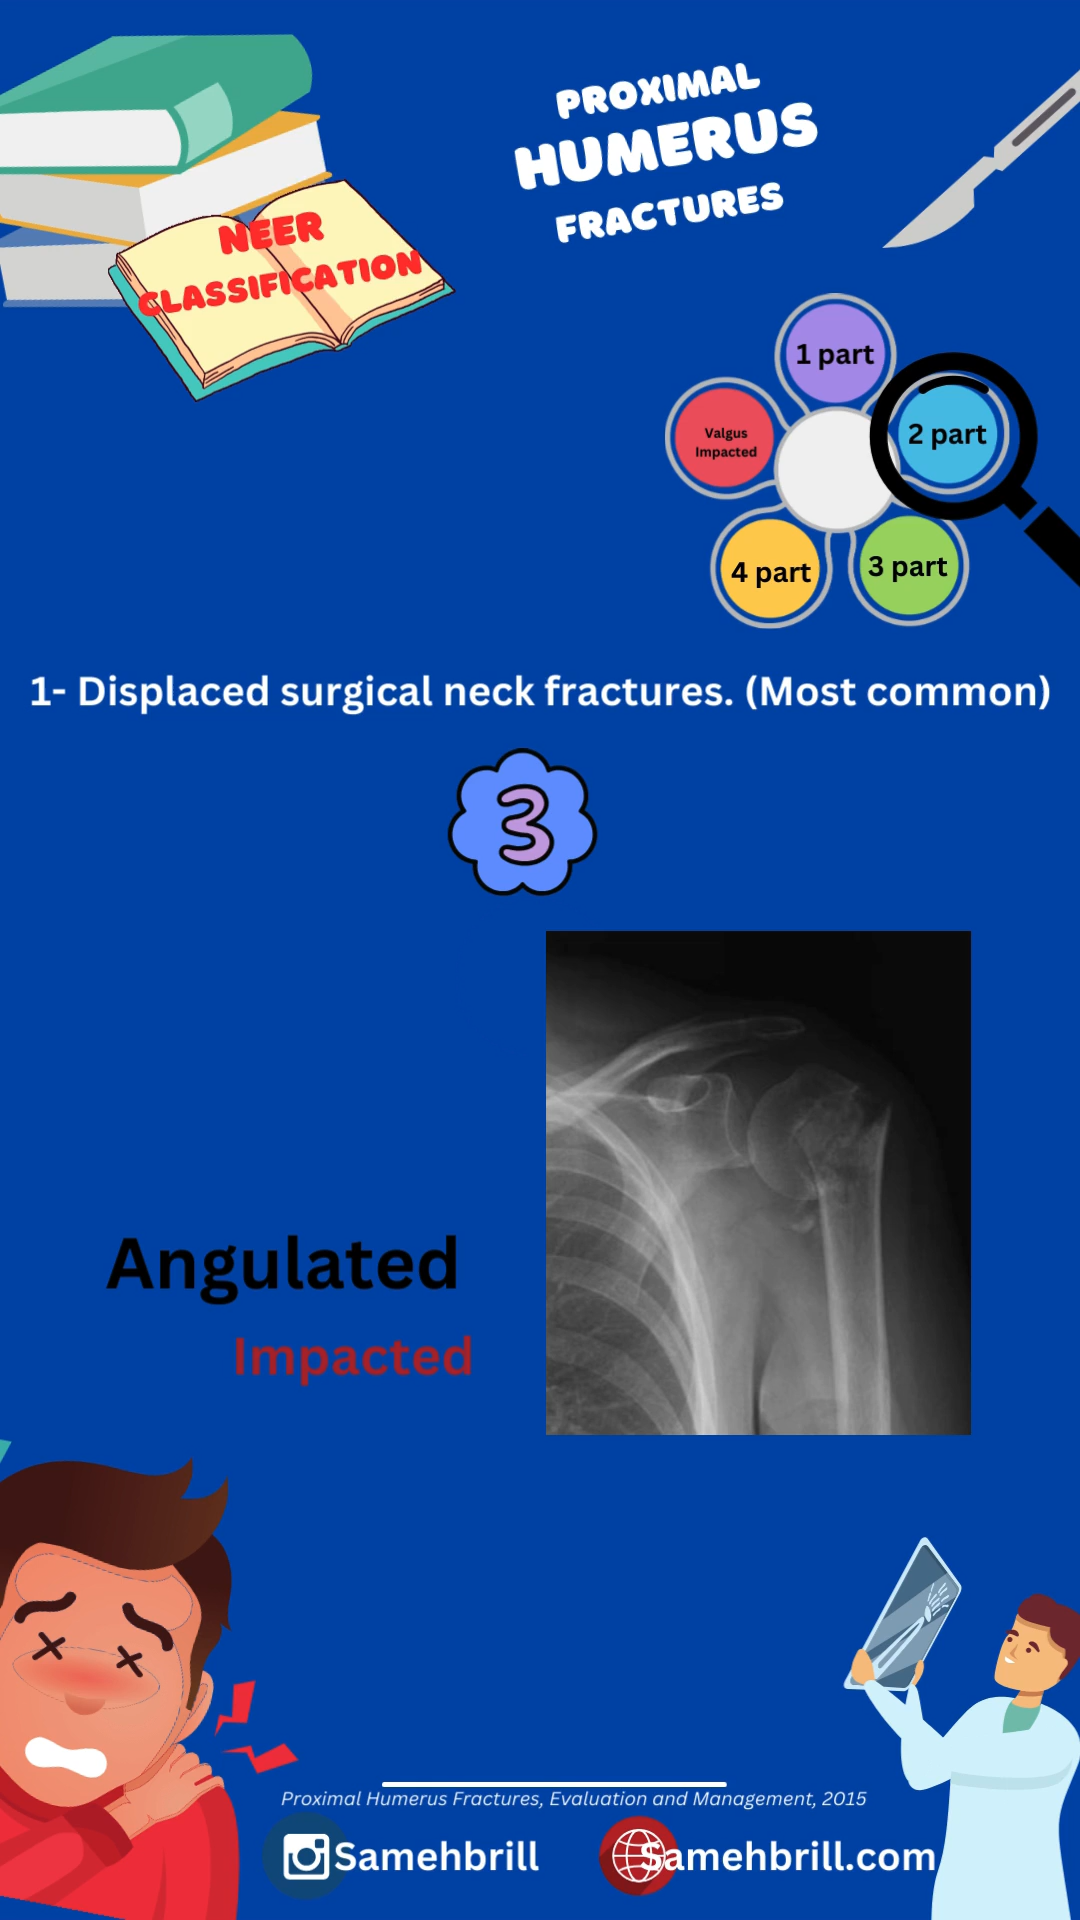 PROXIMAL
HUMERUS
FRACTURES
NEER
CLASSIFICATION
1 part
2 part
Valgus
Impacted
4 part
3 part
1- Displaced surgical neck fractures. (Most common)
3
Angulated
Impacted
Proximal Humerus Fractures, Evaluation and Management, 2015
Samehbrill
Samehbrill.com